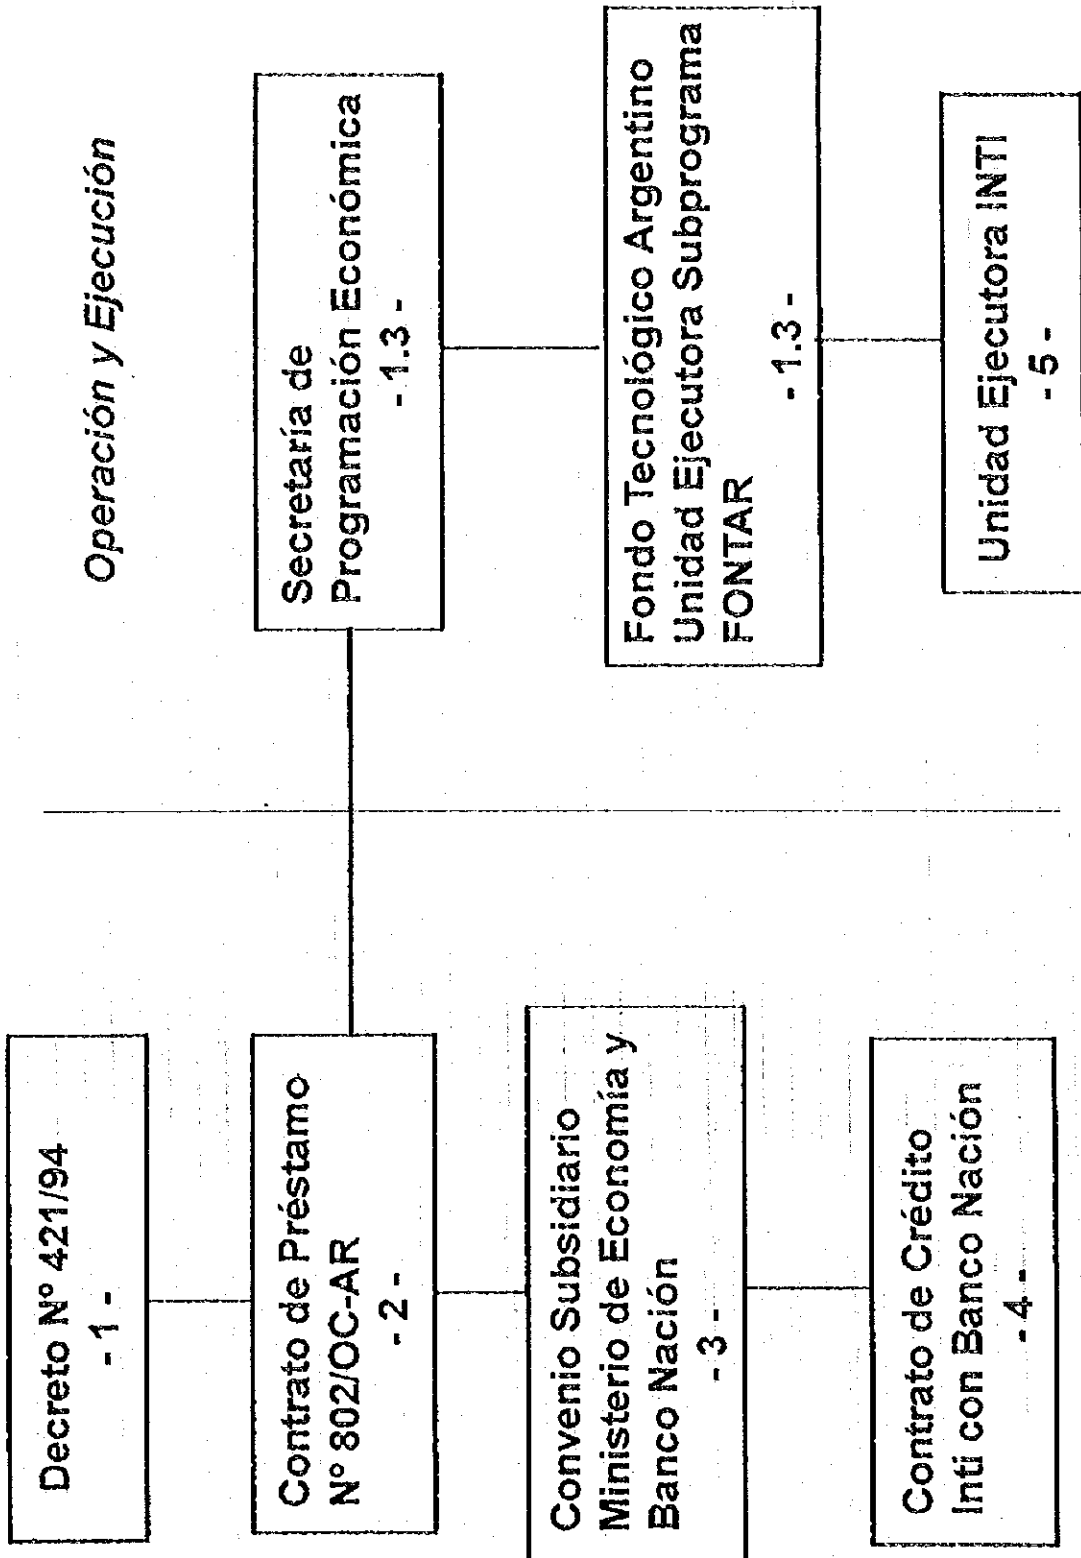 Decreto Nº 421/94
- 1 -
Contrato de Préstamo
Nº 802/OC-AR
- 2 -
Convenio Subsidiario
Ministerio de Economía y
Banco Nación
- 3 -
Contrato de Crédito
Inti con Banco Nación
- 4 -
Operación y Ejecución
Secretaría de
Programación Económica
- 1.3 -
Fondo Tecnológico Argentino
Unidad Ejecutora Subprograma
FONTAR
- 1.3 -
Unidad Ejecutora INTI
- 5 -